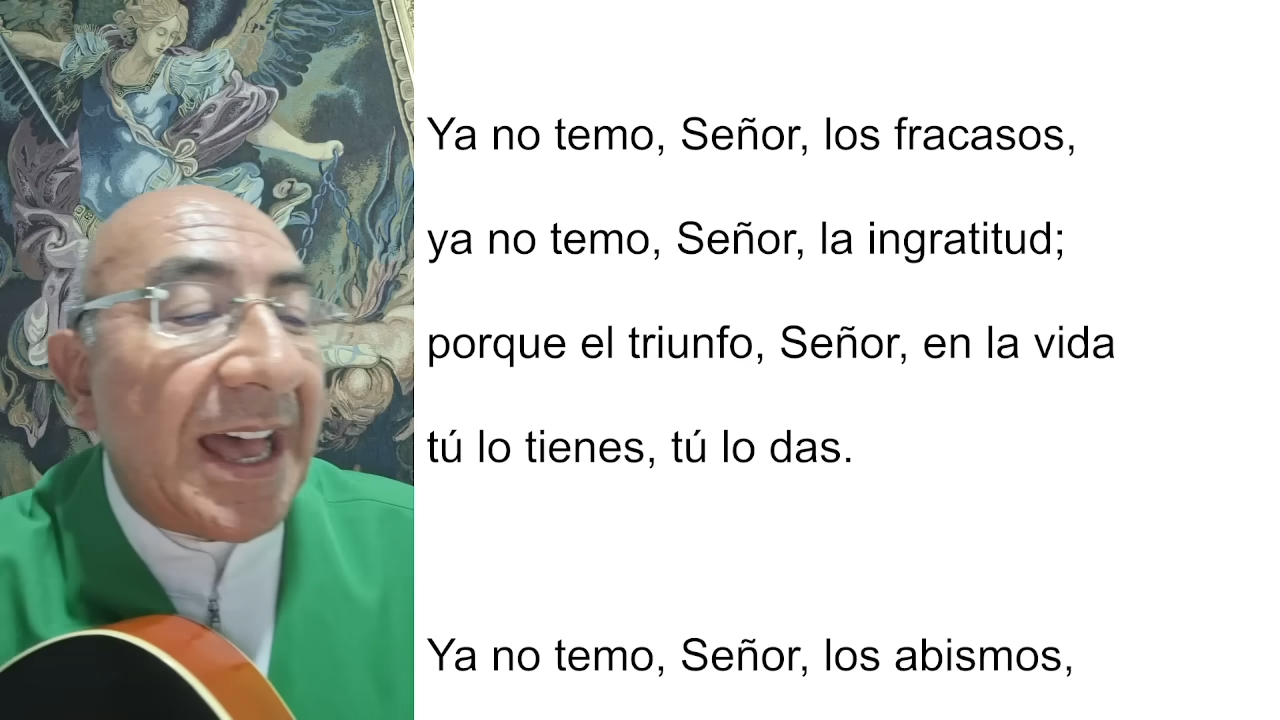 Ya no temo, Señor, los fracasos,
ya no temo, Señor, la ingratitud;
porque el triunfo, Señor, en la vida
tú lo tienes, tú lo das.
Ya no temo, Señor, los abismos,